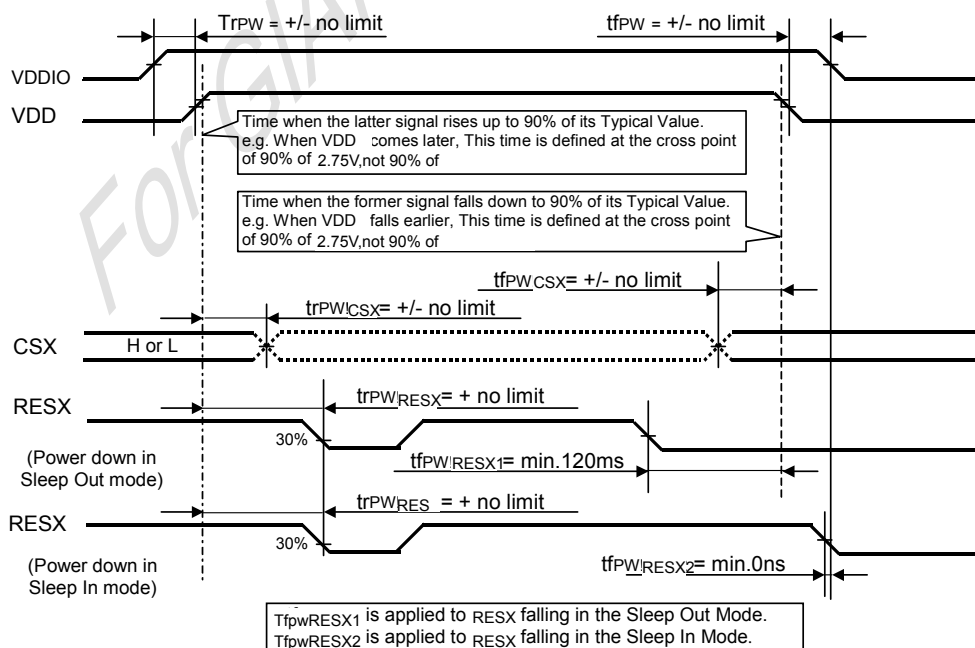 TrPW = +/- no limit
tfPW = +/- no limit
VDDIO
VDD
Time when the latter signal rises up to 90% of its Typical Value.
e.g. When VDD comes later, This time is defined at the cross point
of 90% of 2.75V,not 90% of
Time when the former signal falls down to 90% of its Typical Value.
e.g. When VDD falls earlier, This time is defined at the cross point
of 90% of 2.75V,not 90% of
tfPWCSX= +/- no limit
trPWCSX= +/- no limit
CSX
H or L
RESX
trPWRESX= + no limit
30%
(Power down in
Sleep Out mode)
tfPWRESX1= min.120ms
trPWRES = + no limit
RESX
30%
(Power down in
Sleep In mode)
tfPWRESX2= min.0ns
TfpwRESX1 is applied to RESX falling in the Sleep Out Mode.
TfpwRESX2 is applied to RESX falling in the Sleep In Mode.
For